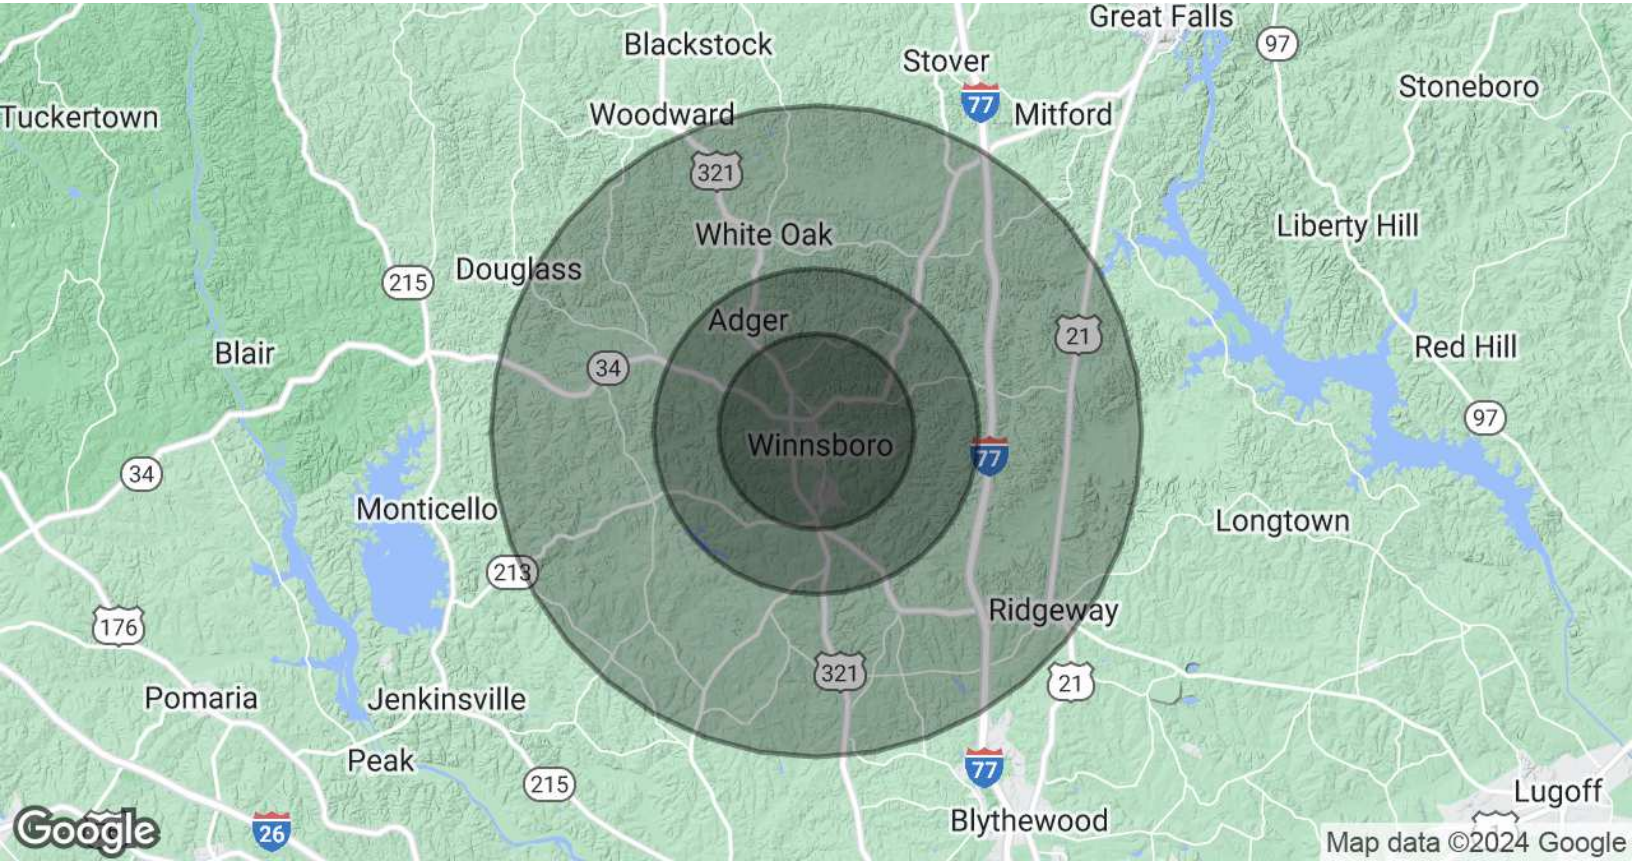 Great Falls
Blackstock
97
Stover
Stoneboro
77
Woodward
Mitford
Tuckertown
321
Liberty Hill
White Oak
Douglass
215
Adger
21
Red Hill
Blair
34
97
Winnsboro
77
34
Monticello
Longtown
213
Ridgeway
176
321
21
Pomaria
Jenkinsville
Peak
77
215
Lugoff
Blythewood
Google
26
Map data ©2024 Google